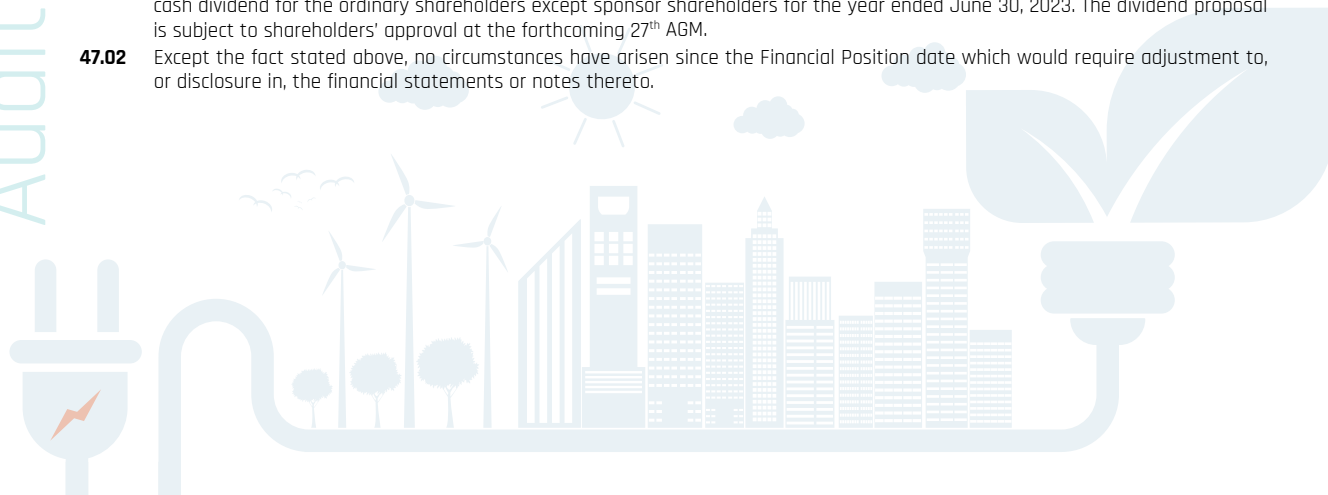 cash dividend for the ordinary shareholders except sponsor shareholders for the year ended June 30, 2023. The dividend proposal
is subject to shareholders' approval at the forthcoming 27th AGM.
47.02 Except the fact stated above, no circumstances have arisen since the Financial Position date which would require adjustment to,
or disclosure in, the financial statements or notes thereto.
Audit